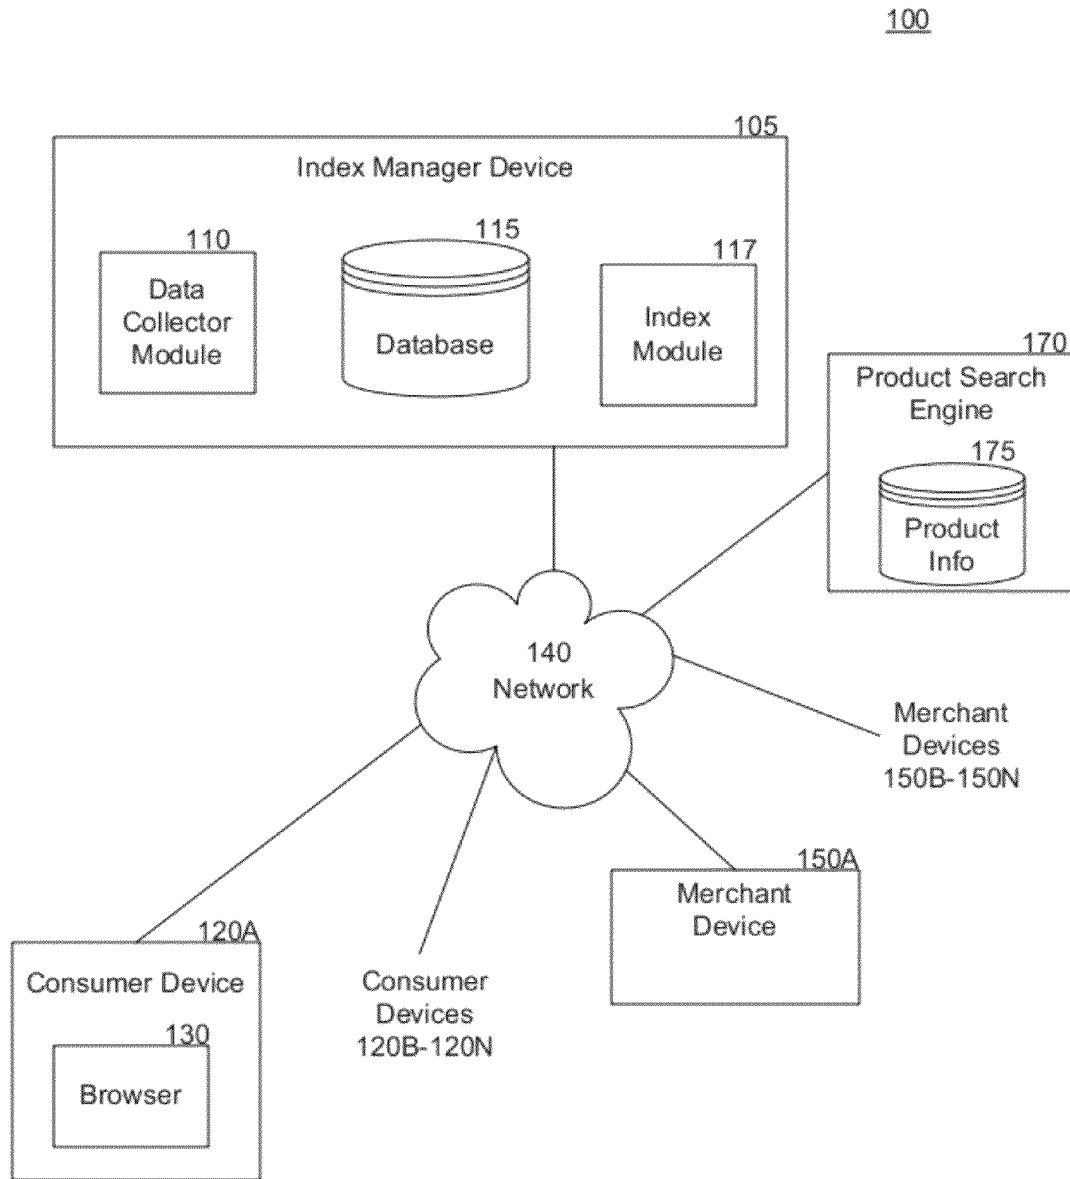 100
105
Index Manager Device
110
Data
Collector
Module
115
Database
117
Index
Module
170
Product Search
Engine
175
Product
Info
140
Network
Merchant
Devices
150B-150N
150A
Merchant
Device
120A
Consumer Device
130
Browser
Consumer
Devices
120B-120N